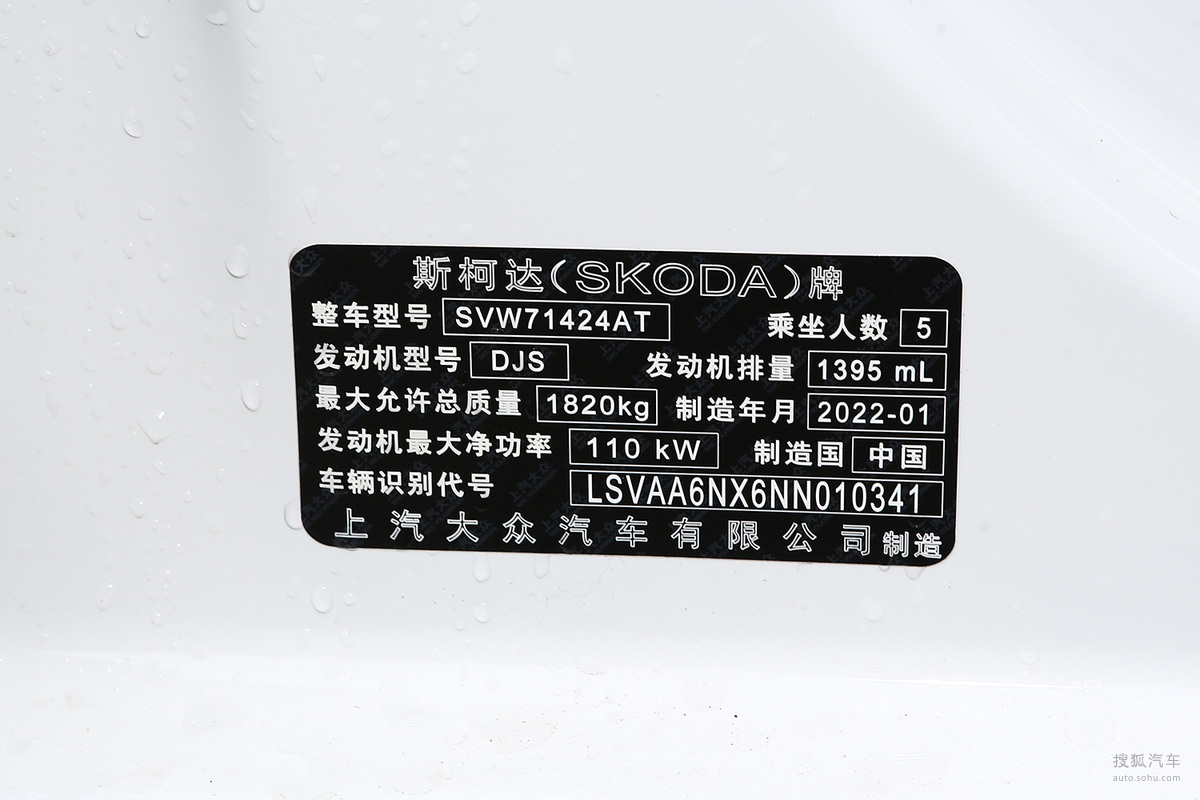 斯柯达(SKODA)牌
整车型号 SVW71424AT 乘坐人数 5
发动机型号 DJS 发动机排量 1395 mL
最大允许总质量 1820kg 制造年月 2022-01
发动机最大净功率 110 kW 制造国 中国
车辆识别代号 LSVAA6NX6NN010341
上汽大众汽车有限公司制造
搜狐汽车
auto.sohu.com